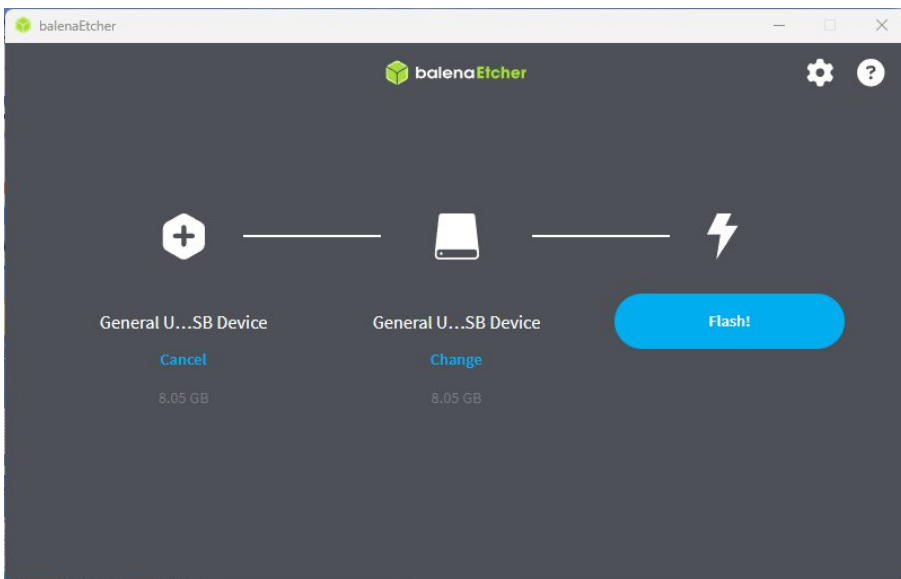 balenaEtcher
balenaEtcher
?
General U...SB Device
General U...SB Device
Flash!
Cancel
Change
8.05 GB
8.05 GB